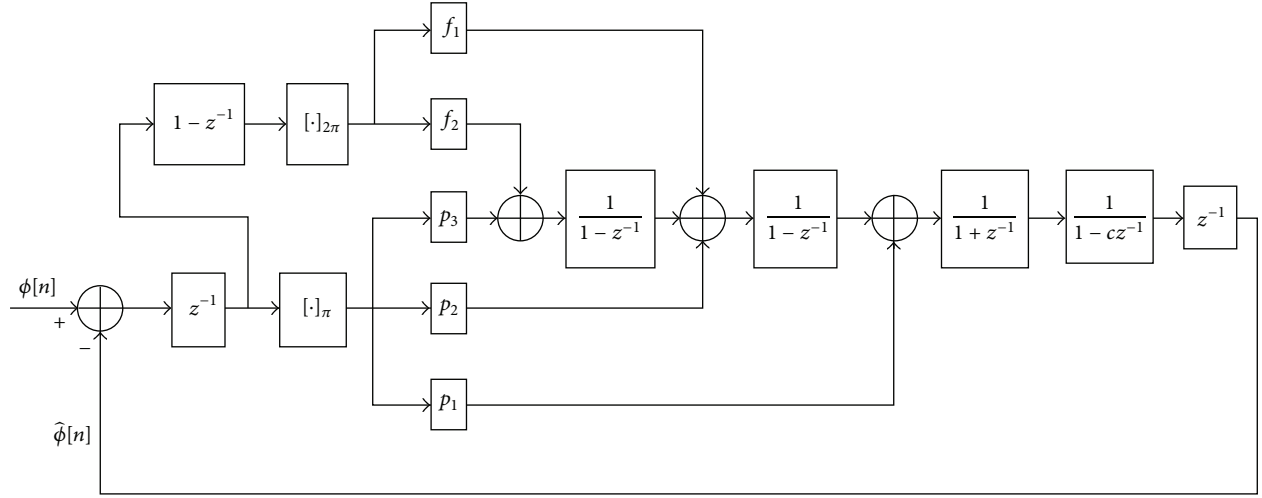 f₁
1 − z⁻¹
[·]₂π
f₂
p₃
1
1 − z⁻¹
1
1 − z⁻¹
1
1 + z⁻¹
1
1 − cz⁻¹
z⁻¹
ϕ[n]
+
−
z⁻¹
[·]π
p₂
p₁
ϕ̂[n]